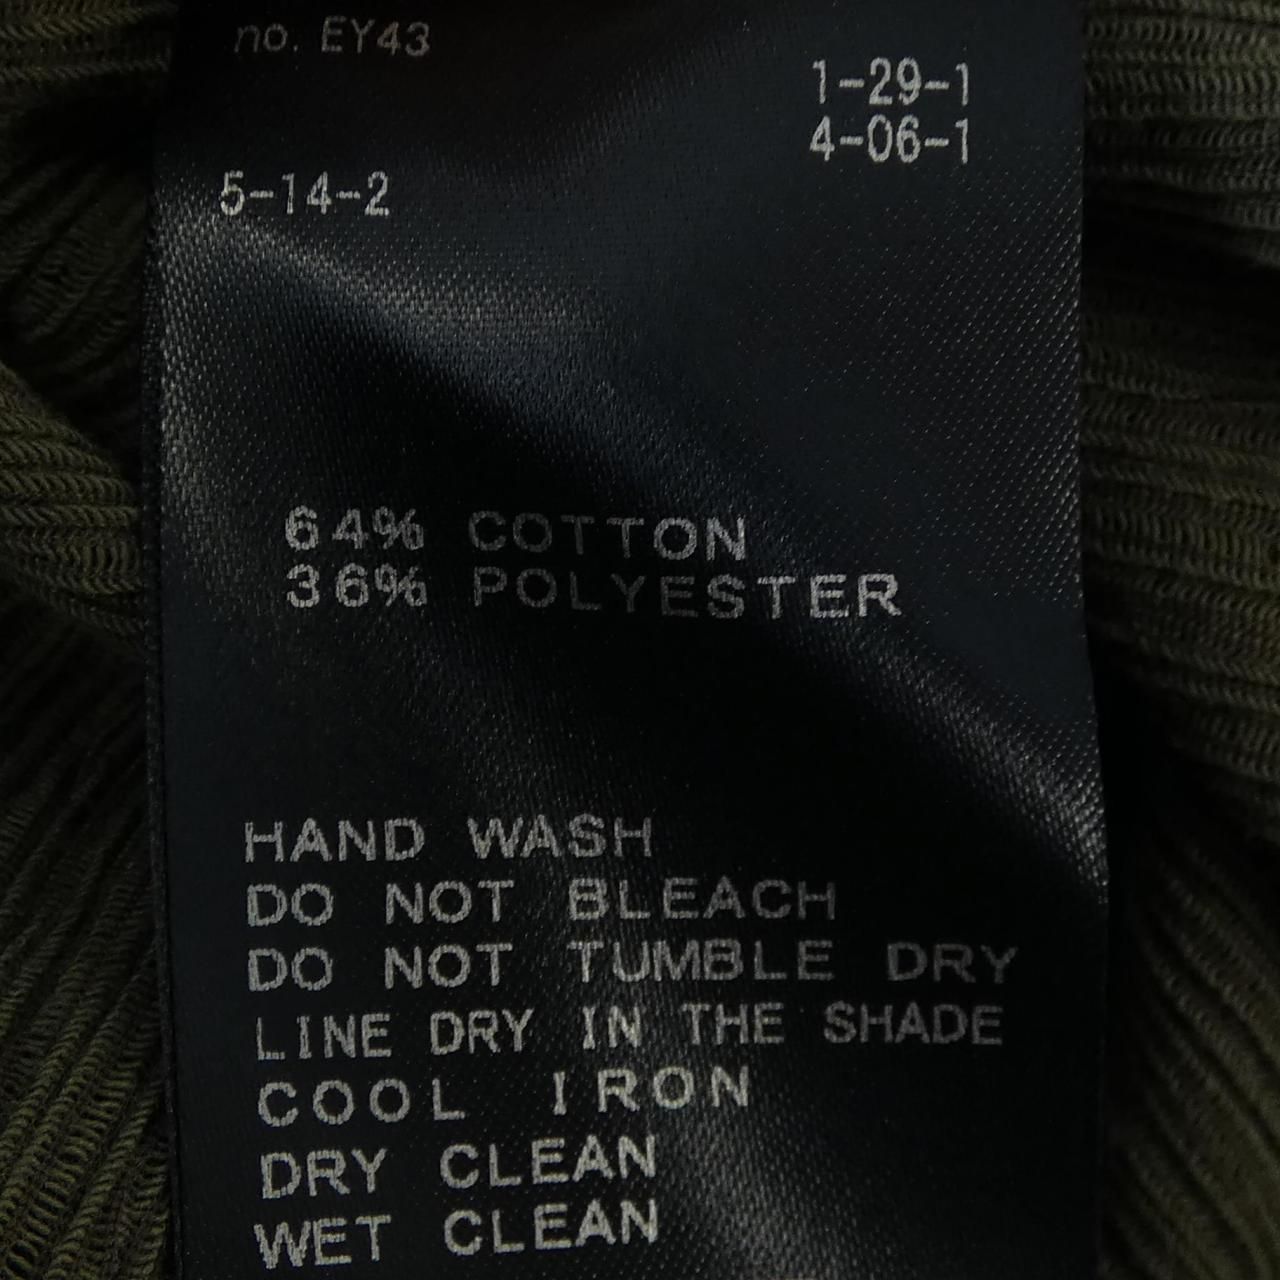 no. EY43
1-29-1
4-06-1
5-14-2
64% COTTON
36% POLYESTER
HAND WASH
DO NOT BLEACH
DO NOT TUMBLE DRY
LINE DRY IN THE SHADE
COOL IRON
DRY CLEAN
WET CLEAN